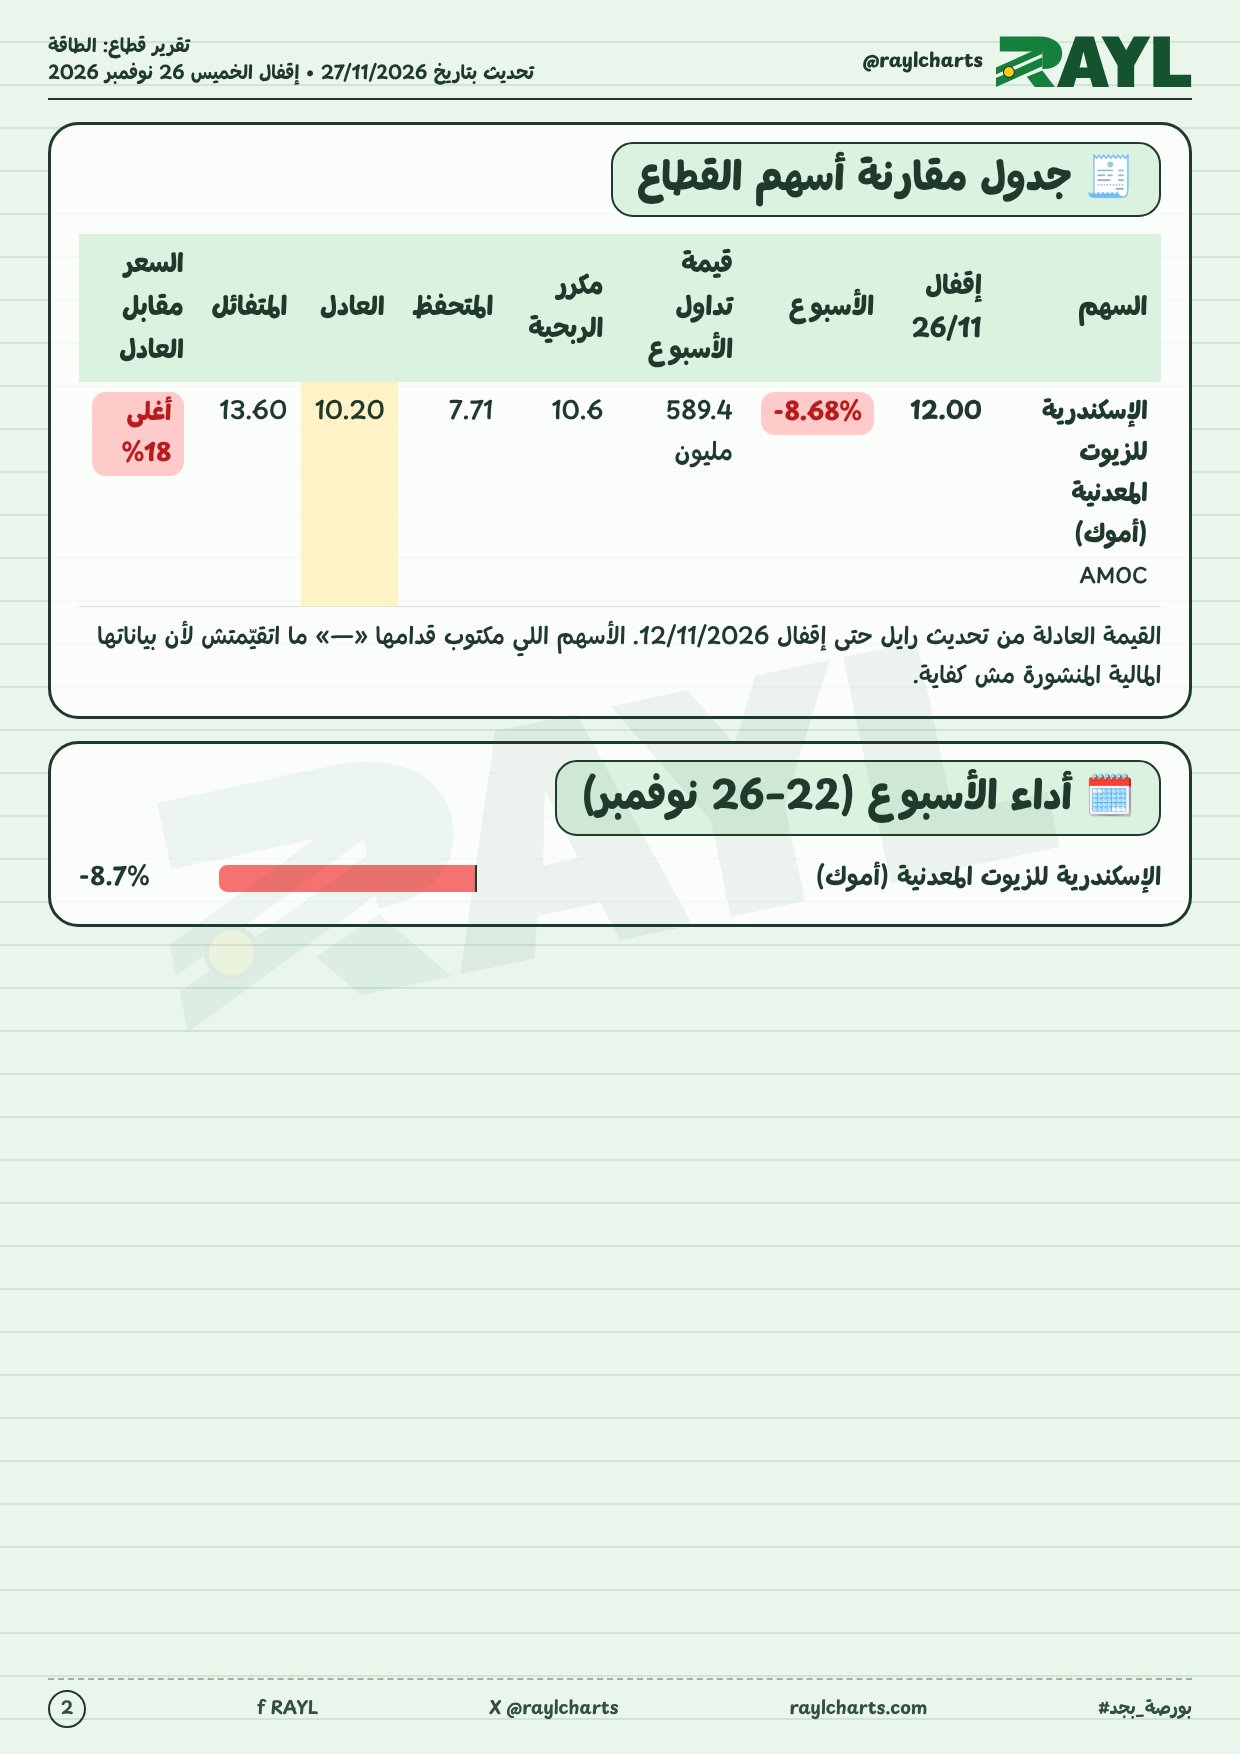 RAYL
@raylcharts
تقرير قطاع: الطاقة
تحديث بتاريخ 27/11/2026 • إقفال الخميس 26 نوفمبر 2026
جدول مقارنة أسهم القطاع
السهم
إقفال
26/11
الأسبوع
قيمة
تداول
الأسبوع
مكرر
الربحية
المتحفظ
العادل
المتفائل
السعر
مقابل
العادل
الإسكندرية
للزيوت
المعدنية
(أموك)
AMOC
12.00
-8.68%
589.4
مليون
10.6
7.71
10.20
13.60
أغلى
18%
القيمة العادلة من تحديث رايل حتى إقفال 12/11/2026. الأسهم اللي مكتوب قدامها «—» ما اتقيّمتش لأن بياناتها
المالية المنشورة مش كفاية.
أداء الأسبوع (22–26 نوفمبر)
الإسكندرية للزيوت المعدنية (أموك)
-8.7%
RAYL
#بورصة_بجد
raylcharts.com
X @raylcharts
f RAYL
2